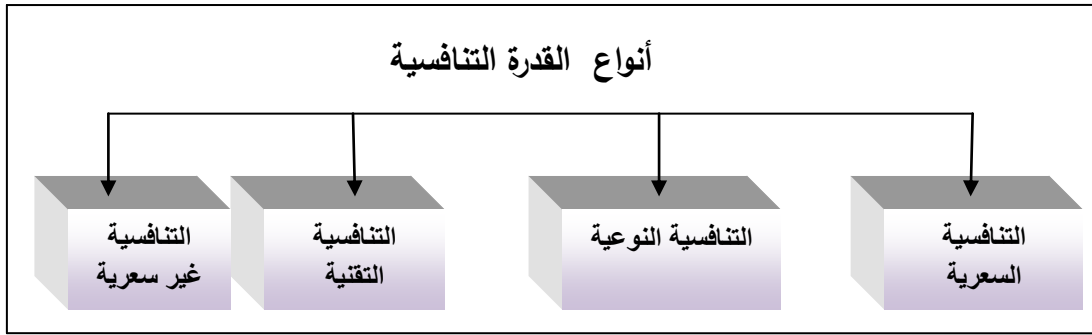 أنواع القدرة التنافسية
التنافسية
السعرية
التنافسية النوعية
التنافسية
التقنية
التنافسية
غير سعرية